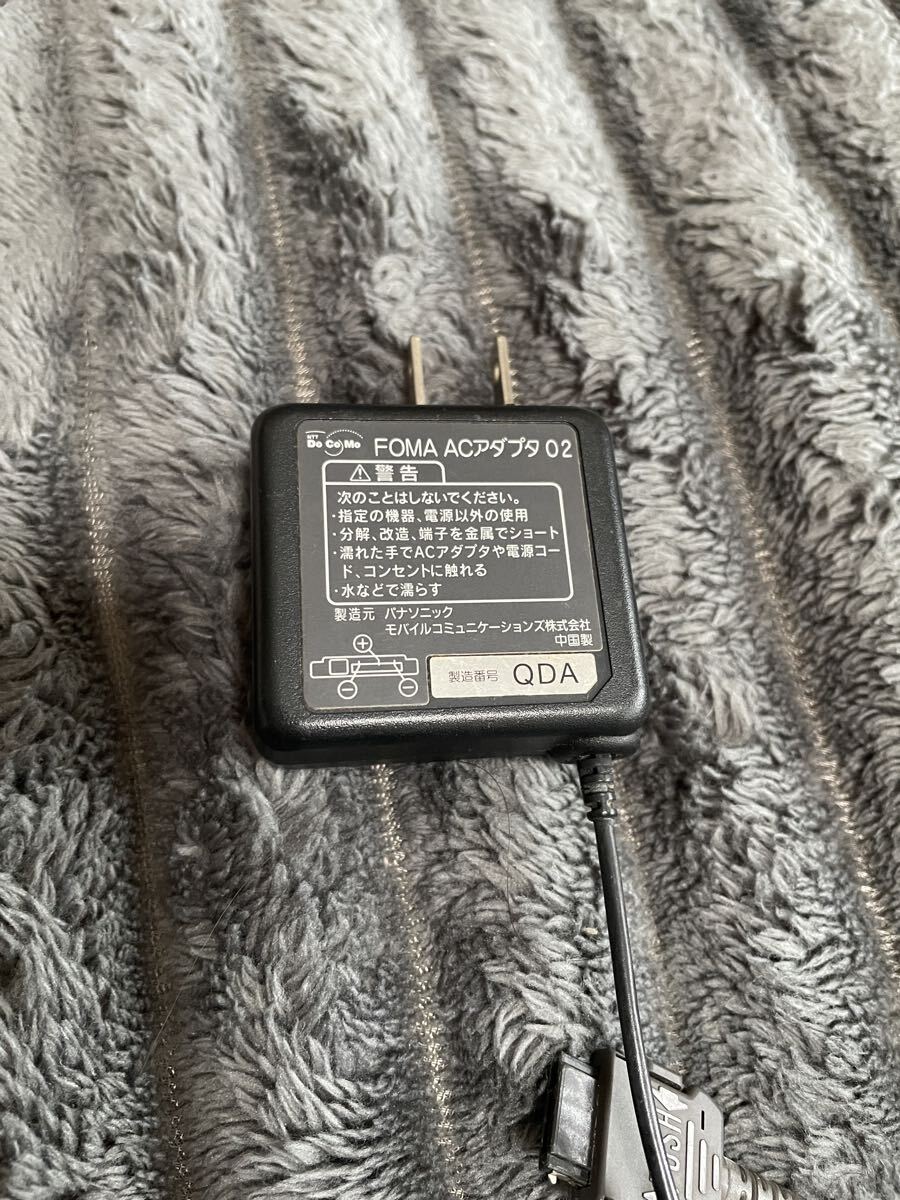 NTT
DoCoMo
FOMA ACアダプタ 02
⚠警告
次のことはしないでください。
・指定の機器、電源以外の使用
・分解、改造、端子を金属でショート
・濡れた手でACアダプタや電源コー
ド、コンセントに触れる
・水などで濡らす
製造元 パナソニック
モバイルコミュニケーションズ株式会社
中国製
製造番号 QDA
PUSH